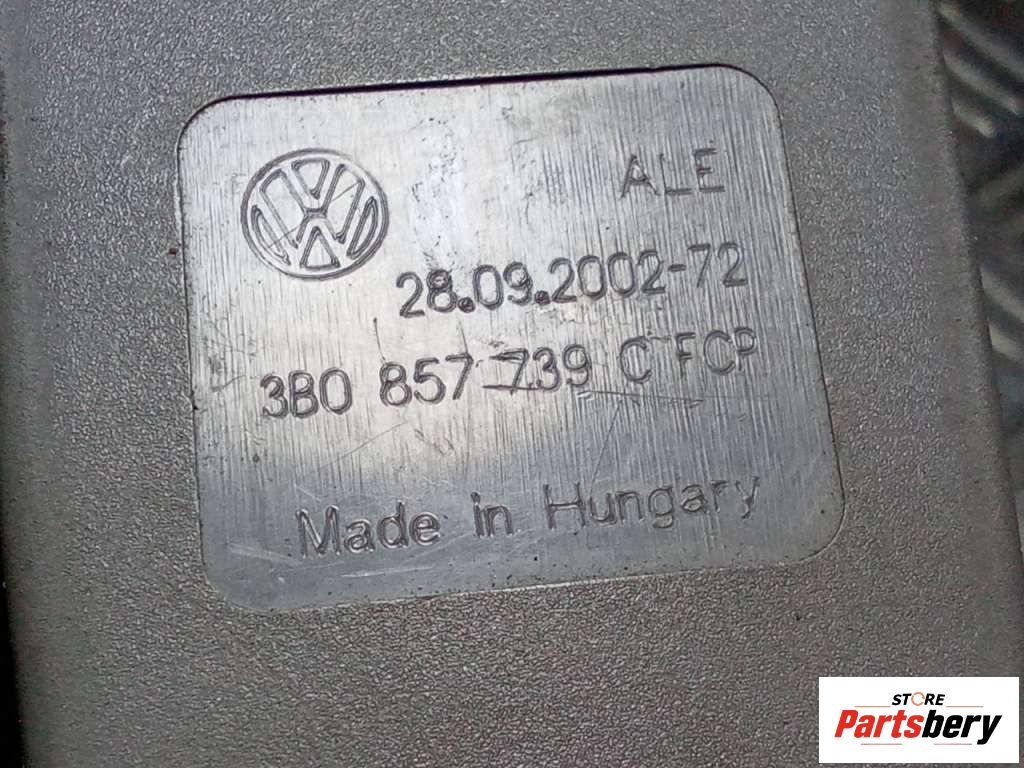 ALE
28.09.2002-72
3B0 857 739 C FCP
Made in Hungary
STORE
Partsbery